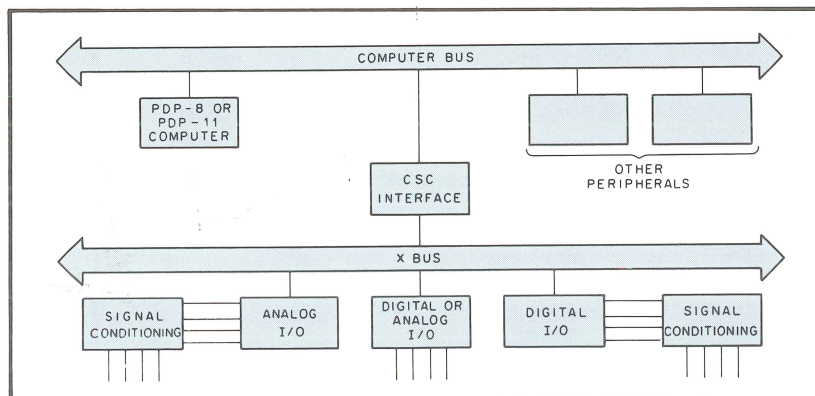 COMPUTER BUS
PDP-8 OR
PDP-11
COMPUTER
OTHER
PERIPHERALS
CSC
INTERFACE
X BUS
SIGNAL
CONDITIONING
ANALOG
I/O
DIGITAL OR
ANALOG
I/O
DIGITAL
I/O
SIGNAL
CONDITIONING